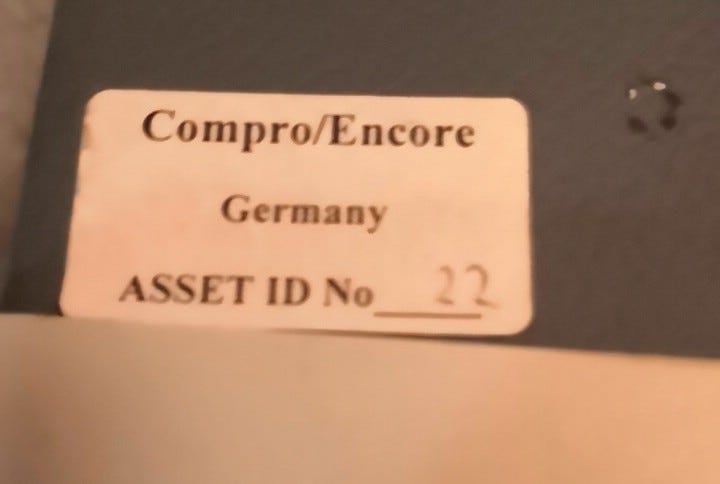 Compro/Encore
Germany
ASSET ID No 22